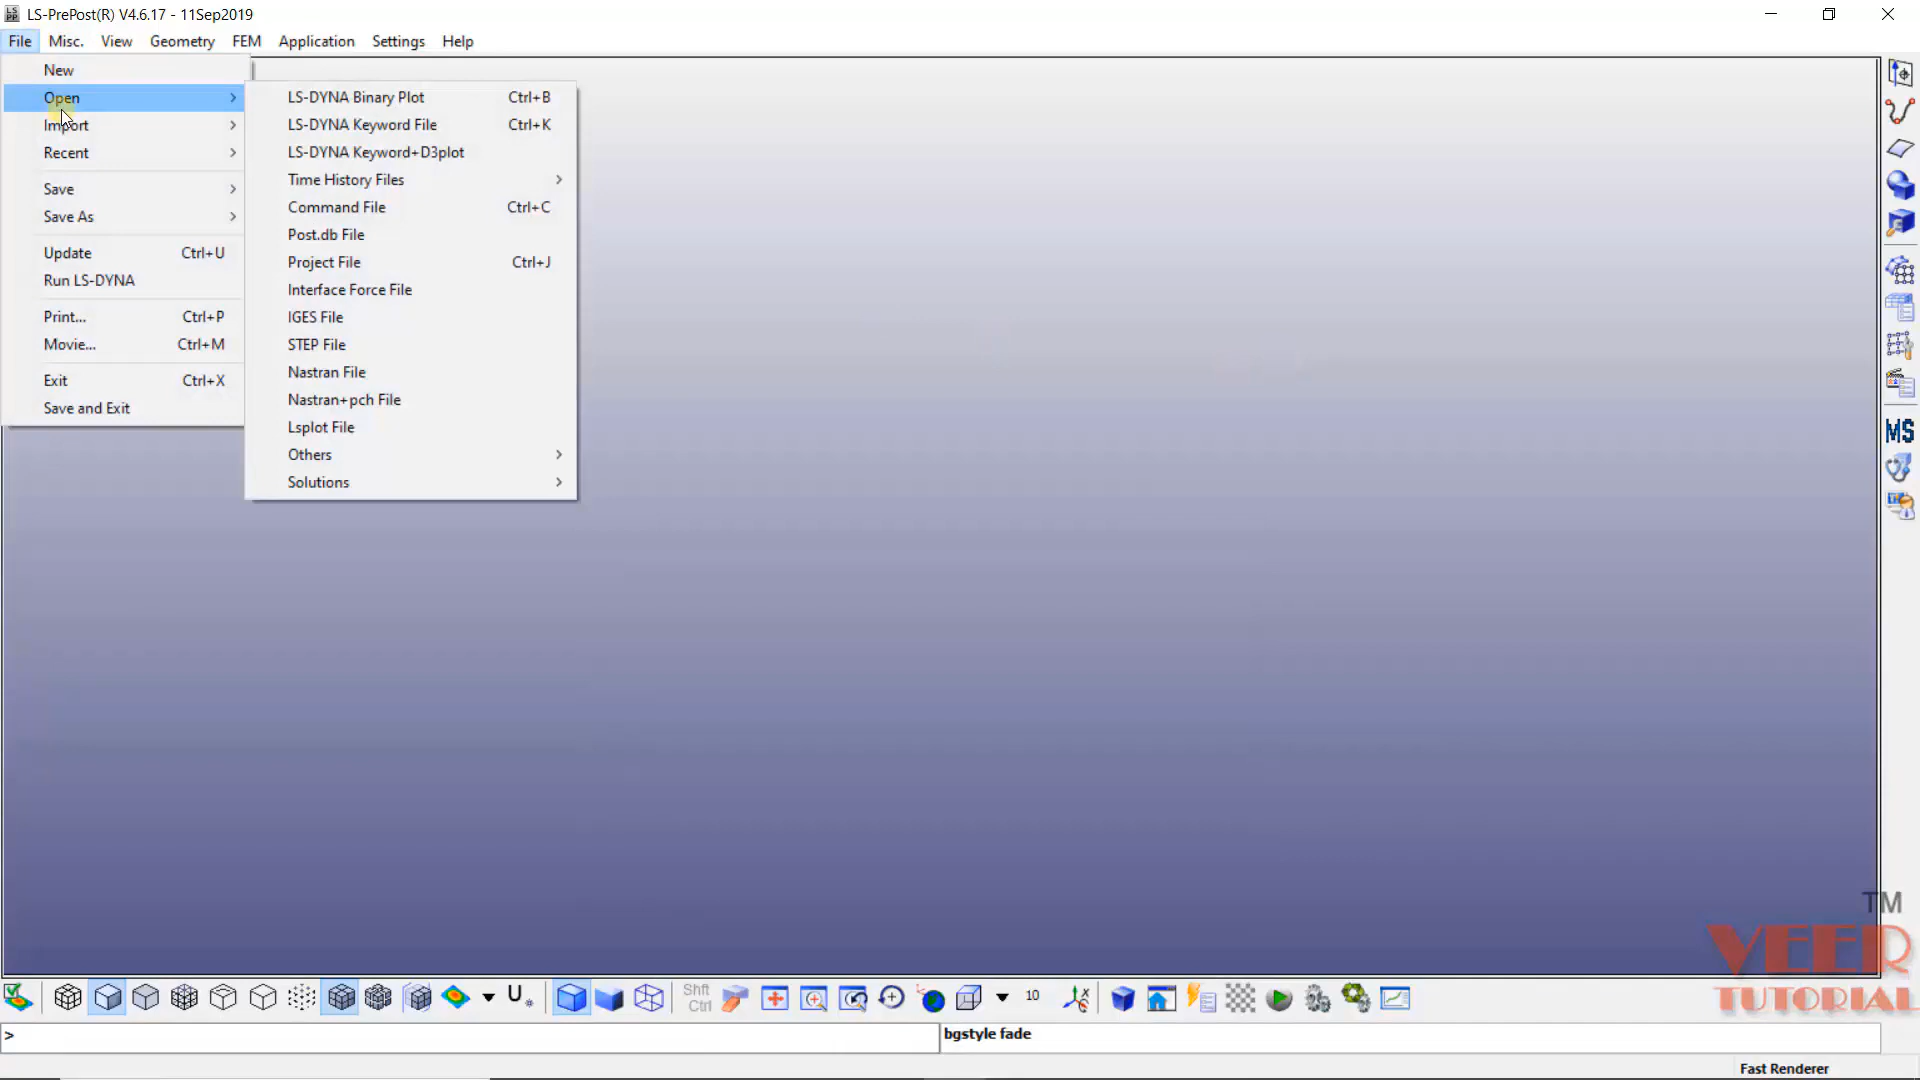 LS-PrePost(R) V4.6.17 - 11Sep2019
File Misc. View Geometry FEM Application Settings Help
New
Open
Import
Recent
Save
Save As
Update Ctrl+U
Run LS-DYNA
Print... Ctrl+P
Movie... Ctrl+M
Exit Ctrl+X
Save and Exit
LS-DYNA Binary Plot Ctrl+B
LS-DYNA Keyword File Ctrl+K
LS-DYNA Keyword+D3plot
Time History Files
Command File Ctrl+C
Post.db File
Project File Ctrl+J
Interface Force File
IGES File
STEP File
Nastran File
Nastran+pch File
Lsplot File
Others
Solutions
MS
TM
VEER
TUTORIAL
U
Shft
Ctrl
10
>
bgstyle fade
Fast Renderer